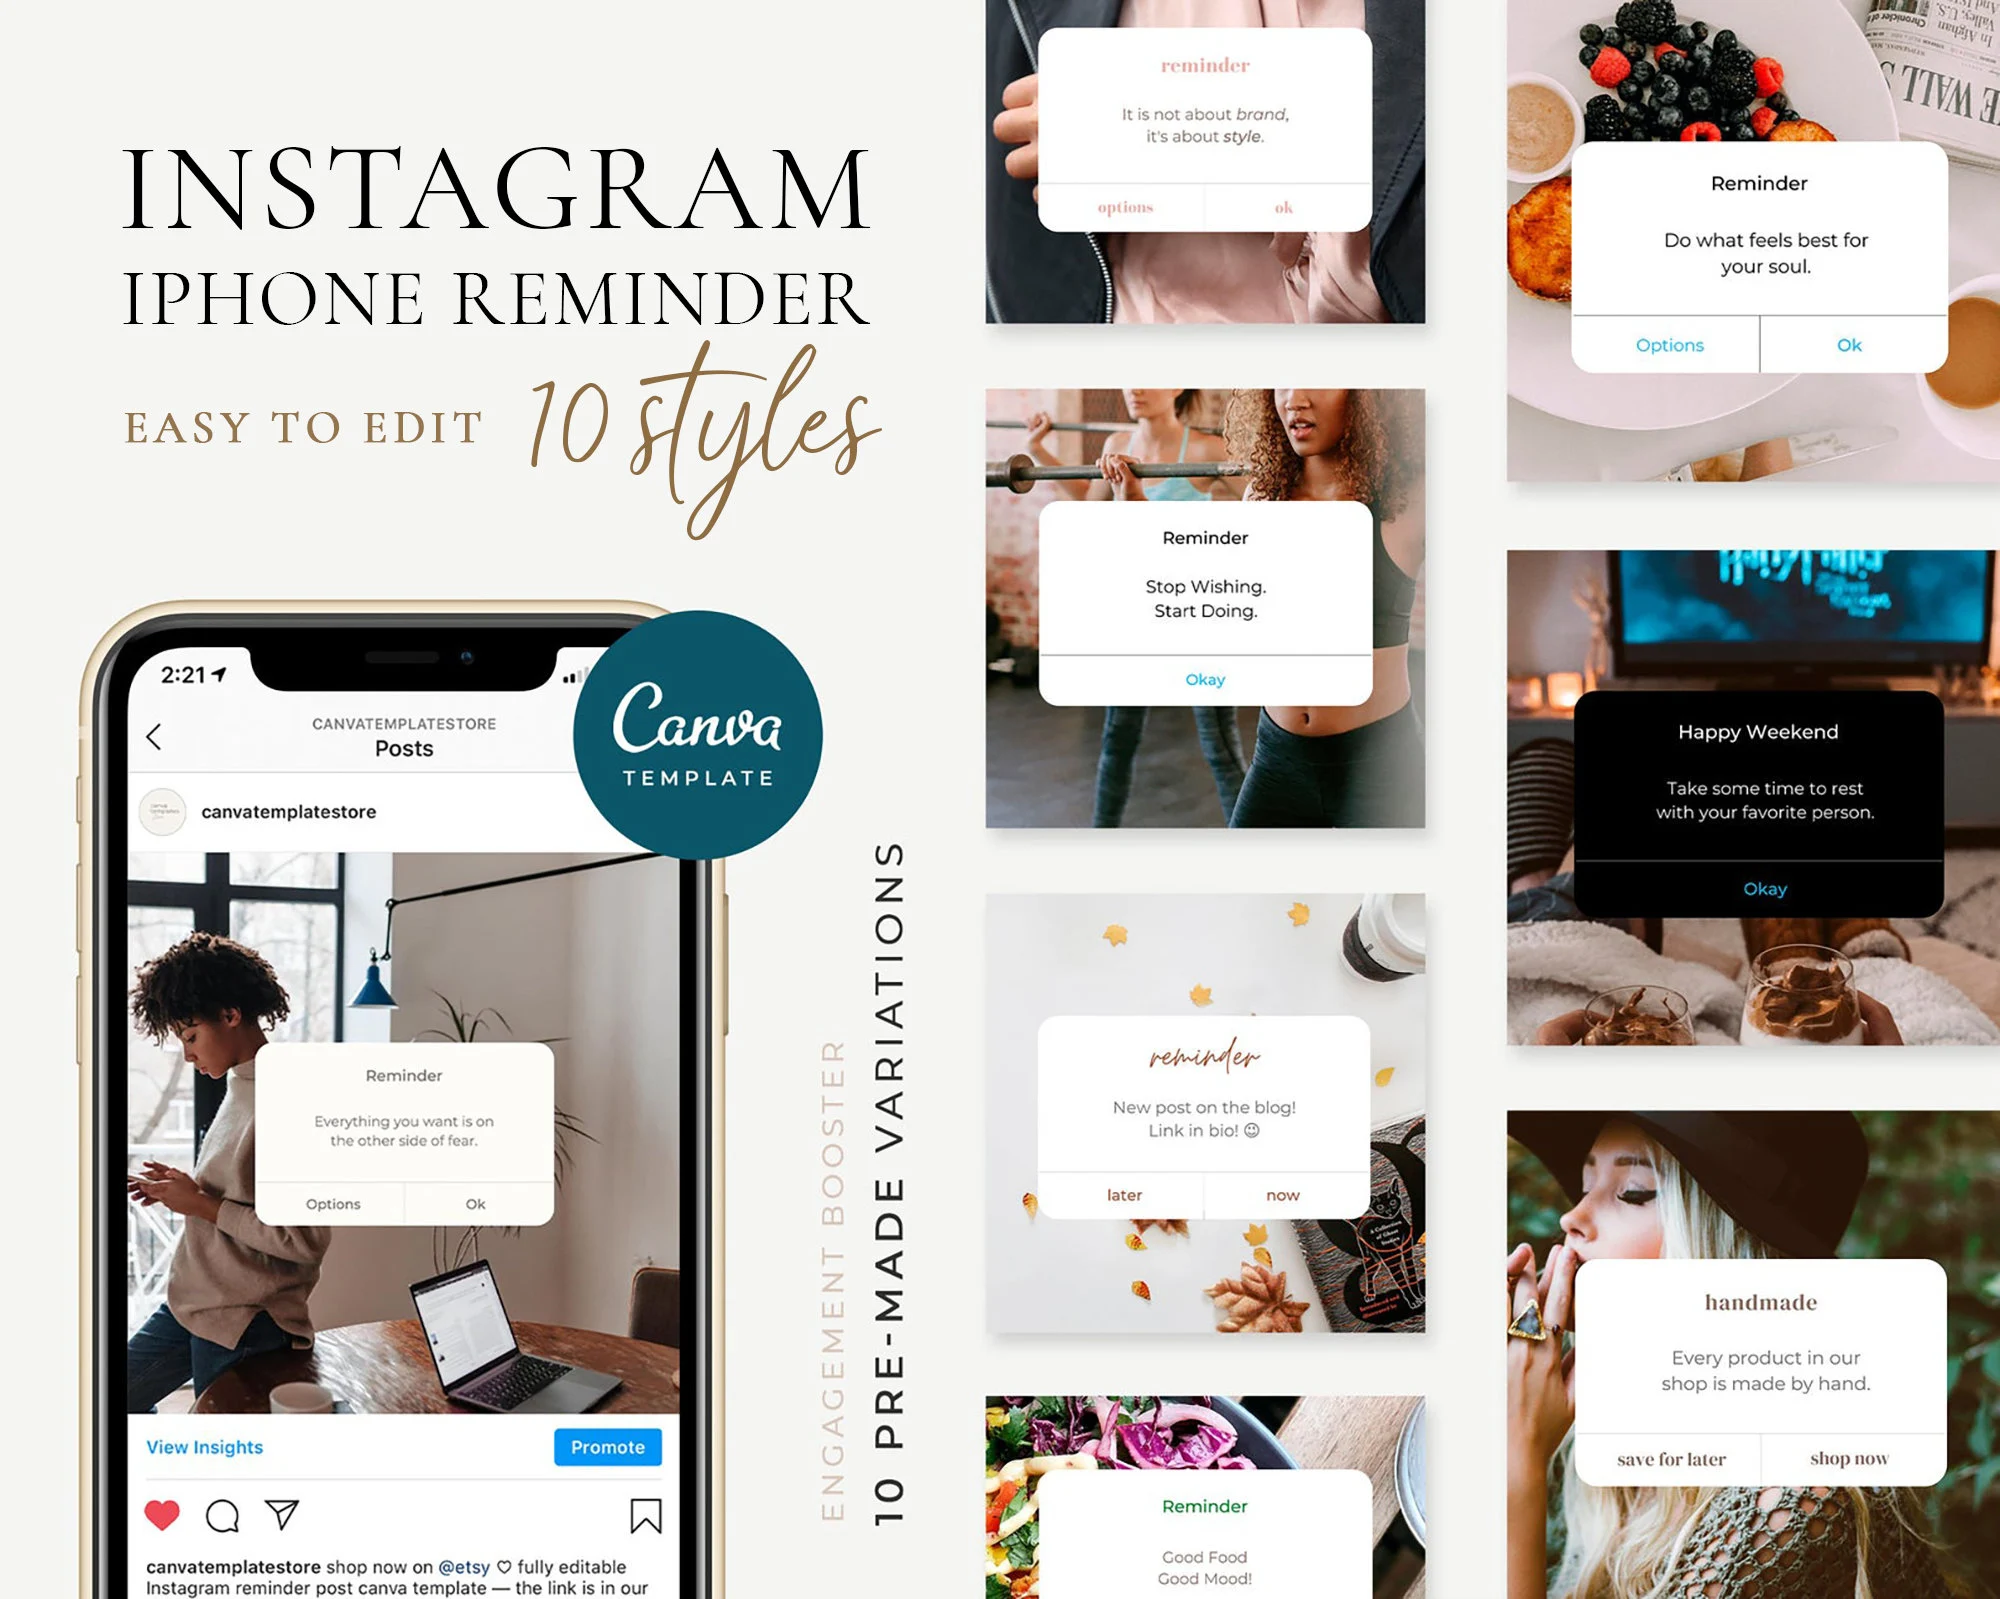 INSTAGRAM
IPHONE REMINDER
EASY TO EDIT 10 styles
2:21
CANVATEMPLATESTORE
Posts
canvatemplatestore
Canva
TEMPLATE
Reminder
Everything you want is on
the other side of fear.
Options Ok
View Insights Promote
canvatemplatestore shop now on @etsy ♡ fully editable
Instagram reminder post canva template — the link is in our
ENGAGEMENT BOOSTER
10 PRE-MADE VARIATIONS
reminder
It is not about brand,
it's about style.
options ok
Reminder
Stop Wishing.
Start Doing.
Okay
reminder
New post on the blog!
Link in bio! ☺
later now
A Collection
of Ghost
Studies
Reminder
Good Food
Good Mood!
THE WALL S
Reminder
Do what feels best for
your soul.
Options Ok
Happy Weekend
Take some time to rest
with your favorite person.
Okay
handmade
Every product in our
shop is made by hand.
save for later shop now